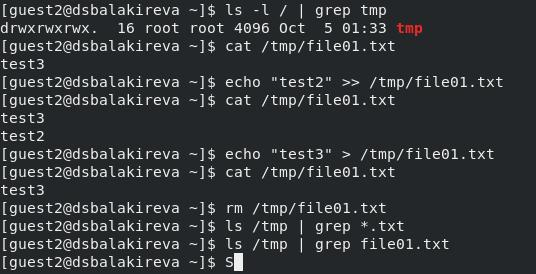 [guest2@dsbalakireva ~]$ ls -l / | grep tmp
drwxrwxrwx.  16 root root 4096 Oct  5 01:33 tmp
[guest2@dsbalakireva ~]$ cat /tmp/file01.txt
test3
[guest2@dsbalakireva ~]$ echo "test2" >> /tmp/file01.txt
[guest2@dsbalakireva ~]$ cat /tmp/file01.txt
test3
test2
[guest2@dsbalakireva ~]$ echo "test3" > /tmp/file01.txt
[guest2@dsbalakireva ~]$ cat /tmp/file01.txt
test3
[guest2@dsbalakireva ~]$ rm /tmp/file01.txt
[guest2@dsbalakireva ~]$ ls /tmp | grep *.txt
[guest2@dsbalakireva ~]$ ls /tmp | grep file01.txt
[guest2@dsbalakireva ~]$ S